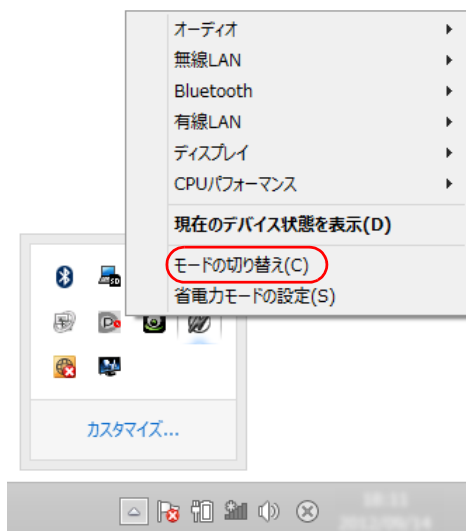 オーディオ
無線LAN
Bluetooth
有線LAN
ディスプレイ
CPUパフォーマンス
現在のデバイス状態を表示(D)
モードの切り替え(C)
省電力モードの設定(S)
カスタマイズ...